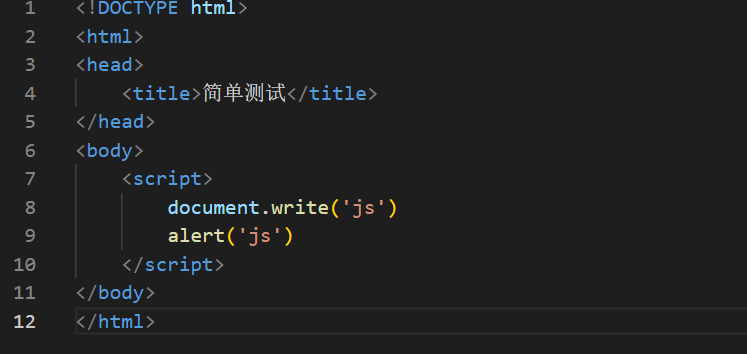 1 <!DOCTYPE html>
2 <html>
3 <head>
4     <title>简单测试</title>
5 </head>
6 <body>
7     <script>
8         document.write('js')
9         alert('js')
10     </script>
11 </body>
12 </html>